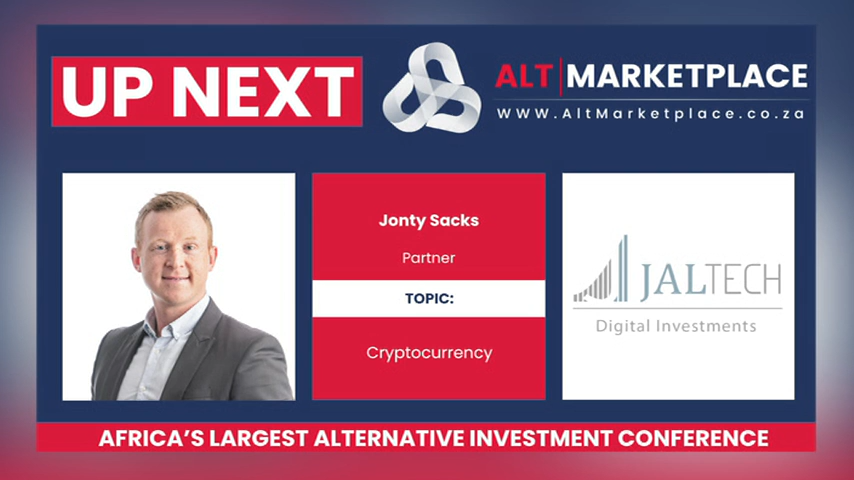 UP NEXT
ALT|MARKETPLACE
www.AltMarketplace.co.za
Jonty Sacks
Partner
TOPIC:
Cryptocurrency
JALTECH
Digital Investments
AFRICA'S LARGEST ALTERNATIVE INVESTMENT CONFERENCE